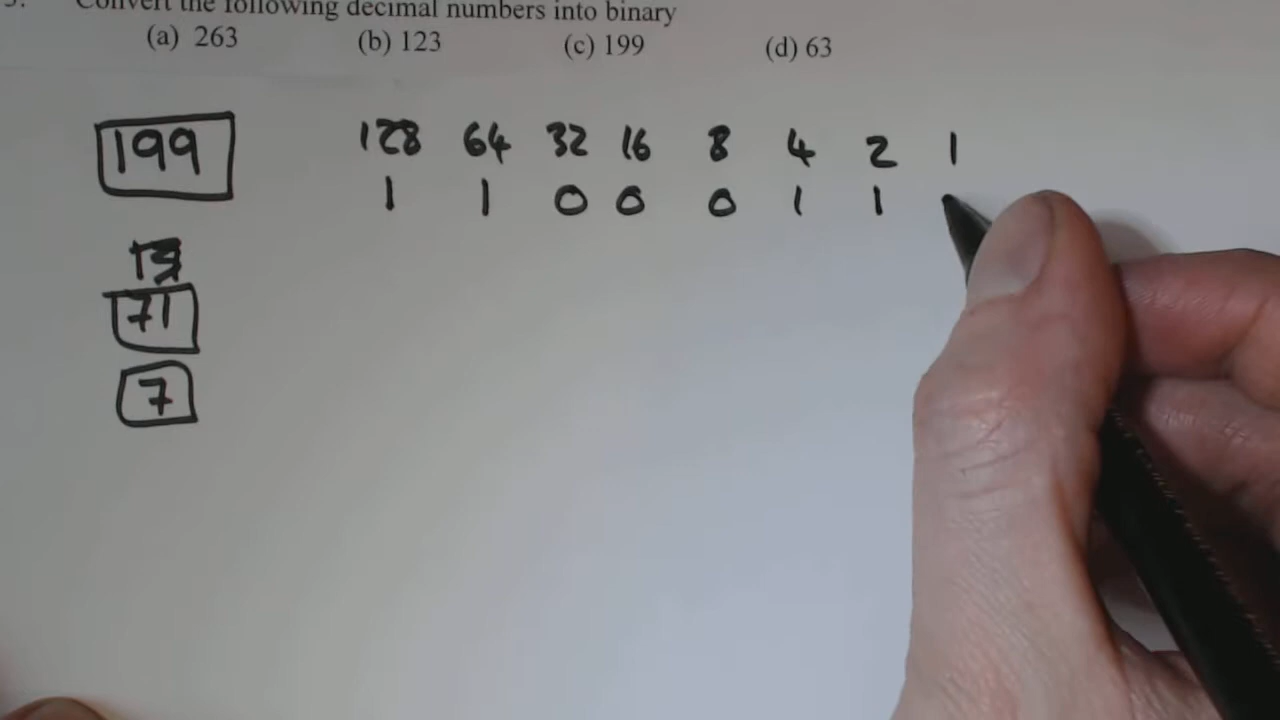 Convert the following decimal numbers into binary
(a) 263 (b) 123 (c) 199 (d) 63
199 128 64 32 16 8 4 2 1
1 1 0 0 0 1 1
71
7